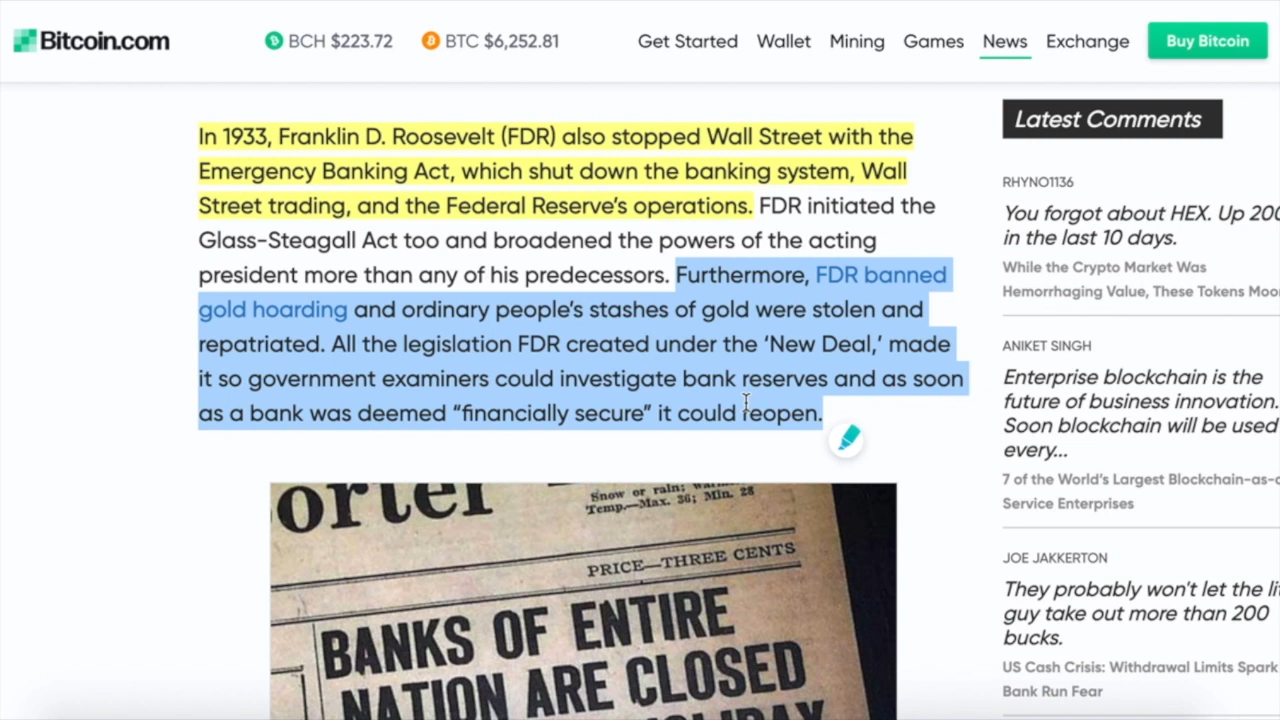 Bitcoin.com
BCH $223.72
BTC $6,252.81
Get Started
Wallet
Mining
Games
News
Exchange
Buy Bitcoin
In 1933, Franklin D. Roosevelt (FDR) also stopped Wall Street with the
Emergency Banking Act, which shut down the banking system, Wall
Street trading, and the Federal Reserve's operations. FDR initiated the
Glass-Steagall Act too and broadened the powers of the acting
president more than any of his predecessors. Furthermore, FDR banned
gold hoarding and ordinary people's stashes of gold were stolen and
repatriated. All the legislation FDR created under the 'New Deal,' made
it so government examiners could investigate bank reserves and as soon
as a bank was deemed “financially secure” it could reopen.
orter
Snow or rain;
Temp.—Max. 36; Min. 28
PRICE—THREE CENTS
BANKS OF ENTIRE
NATION ARE CLOSED
Latest Comments
RHYNO1136
You forgot about HEX. Up 200
in the last 10 days.
While the Crypto Market Was
Hemorrhaging Value, These Tokens Moo
ANIKET SINGH
Enterprise blockchain is the
future of business innovation.
Soon blockchain will be used
every...
7 of the World's Largest Blockchain-as-
Service Enterprises
JOE JAKKERTON
They probably won't let the lit
guy take out more than 200
bucks.
US Cash Crisis: Withdrawal Limits Spark
Bank Run Fear